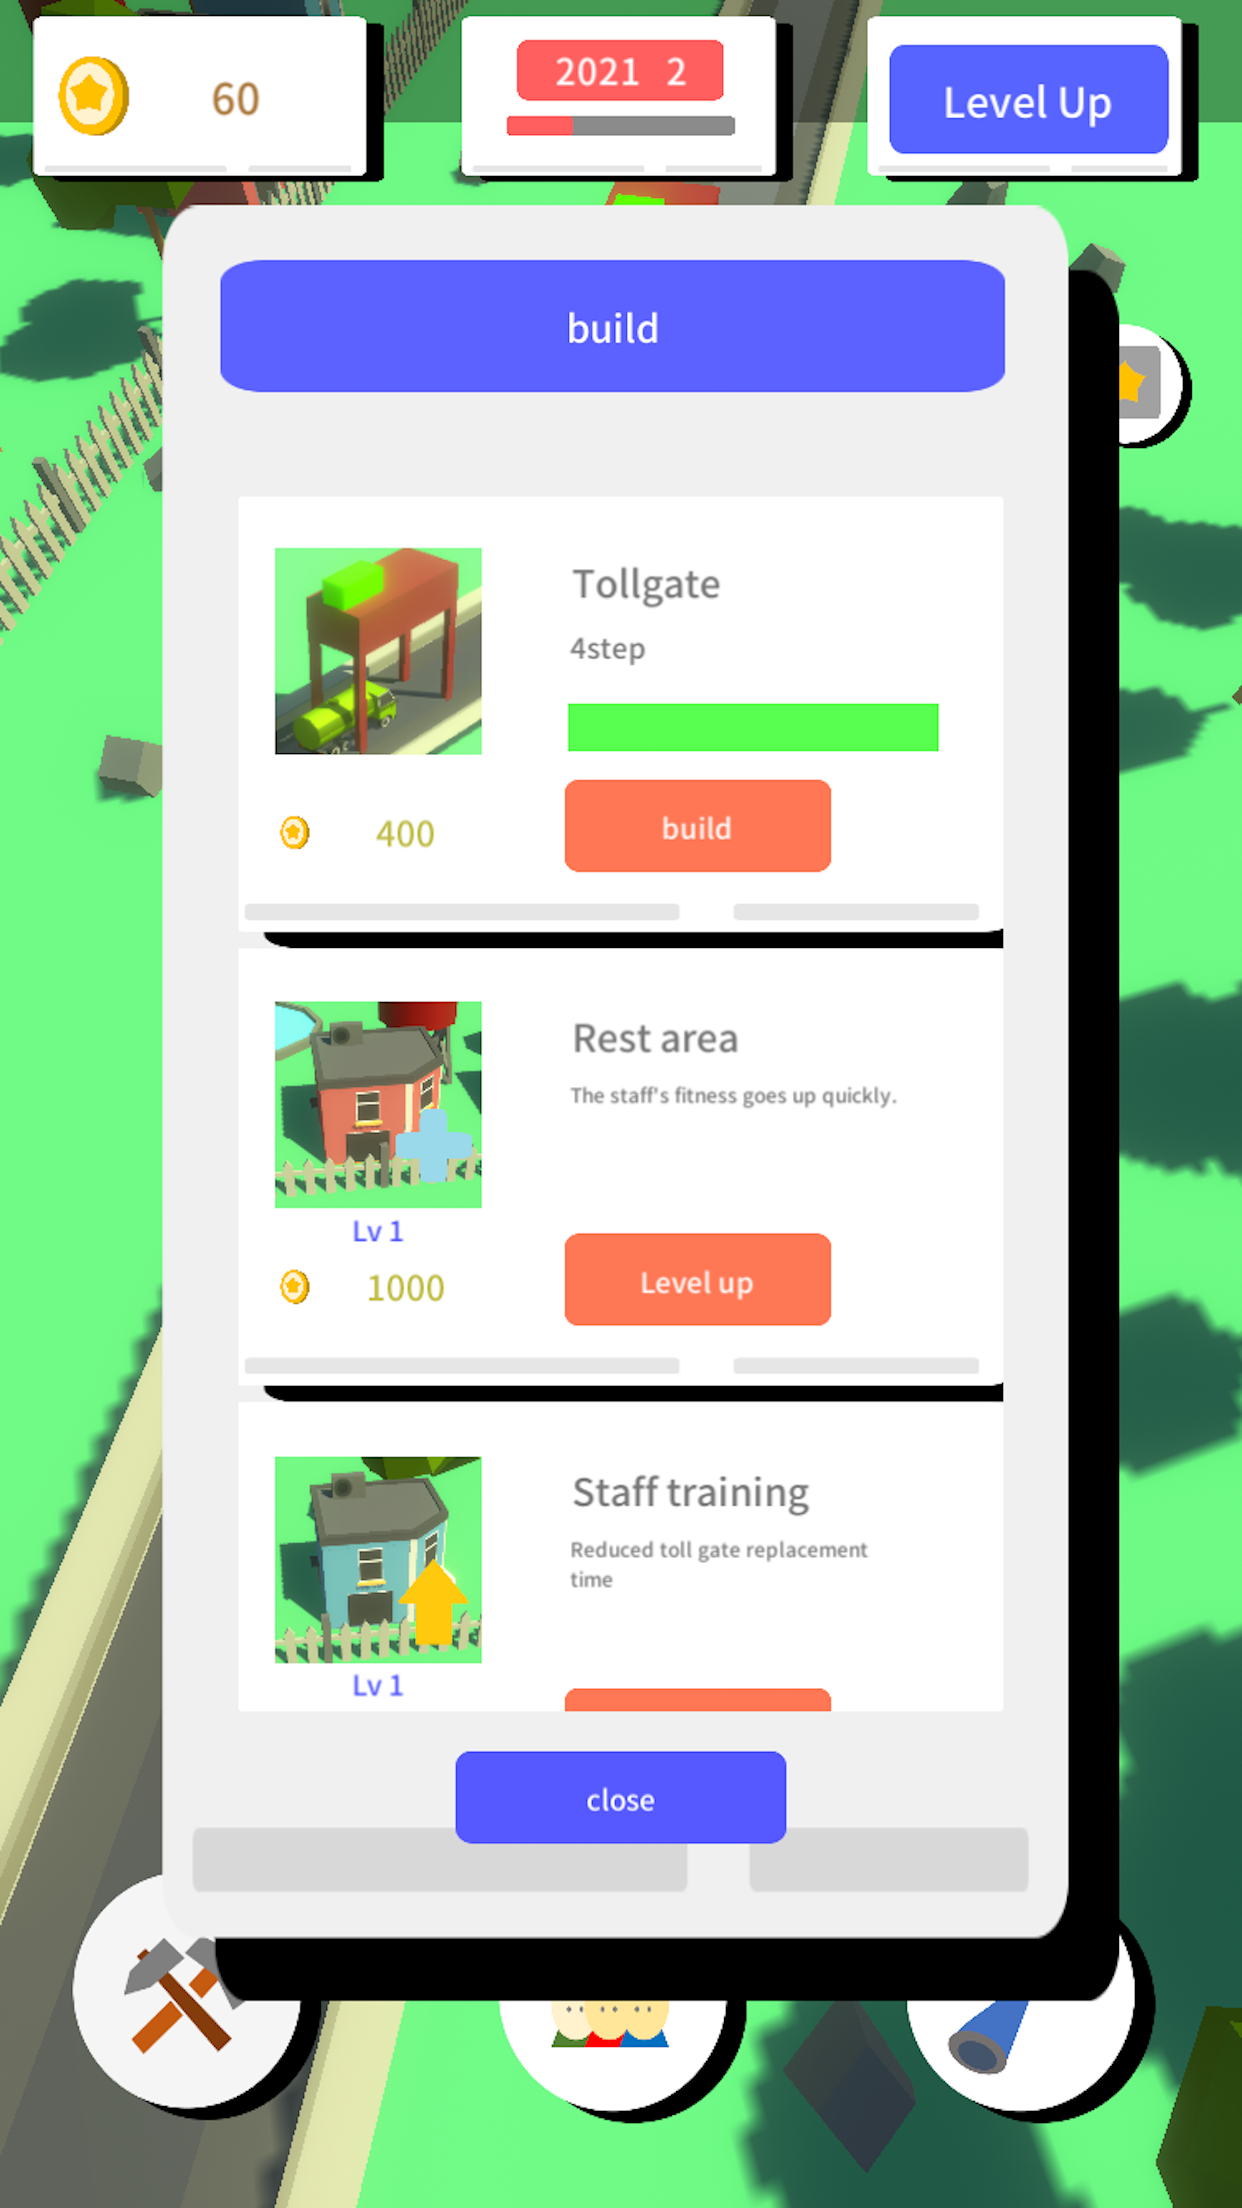 60
2021 2
Level Up
build
Tollgate
4step
400
build
Rest area
The staff's fitness goes up quickly.
Lv 1
1000
Level up
Staff training
Reduced toll gate replacement
time
Lv 1
close